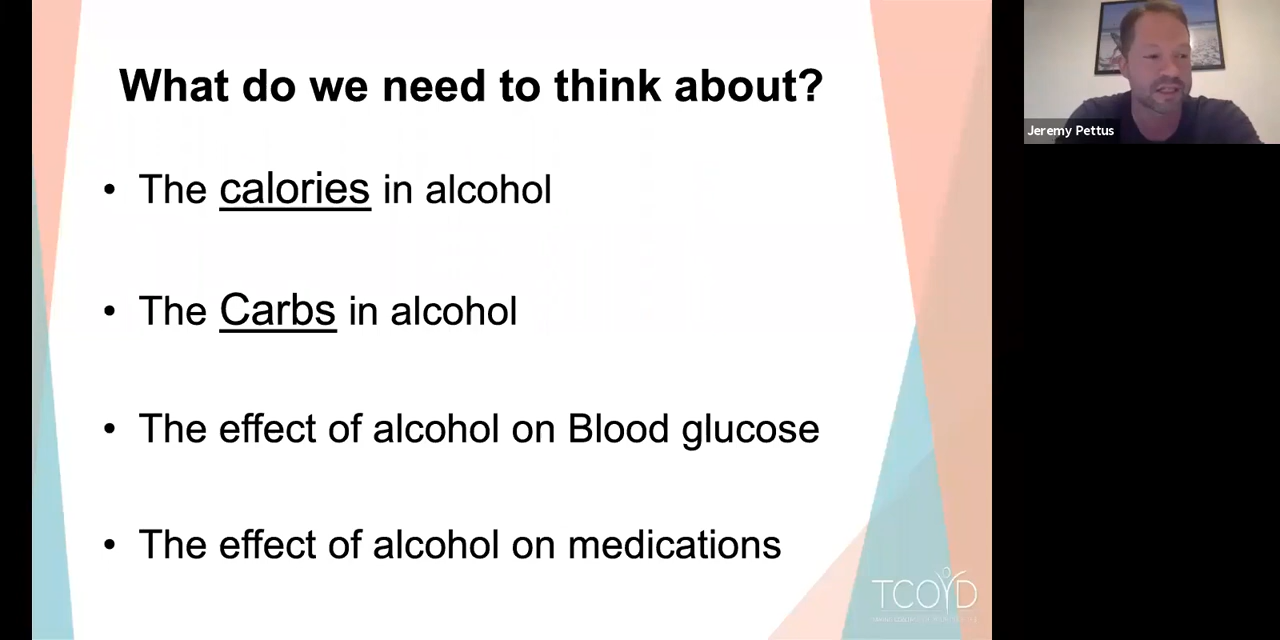 What do we need to think about?
• The calories in alcohol
• The Carbs in alcohol
• The effect of alcohol on Blood glucose
• The effect of alcohol on medications
TCOYD
Jeremy Pettus